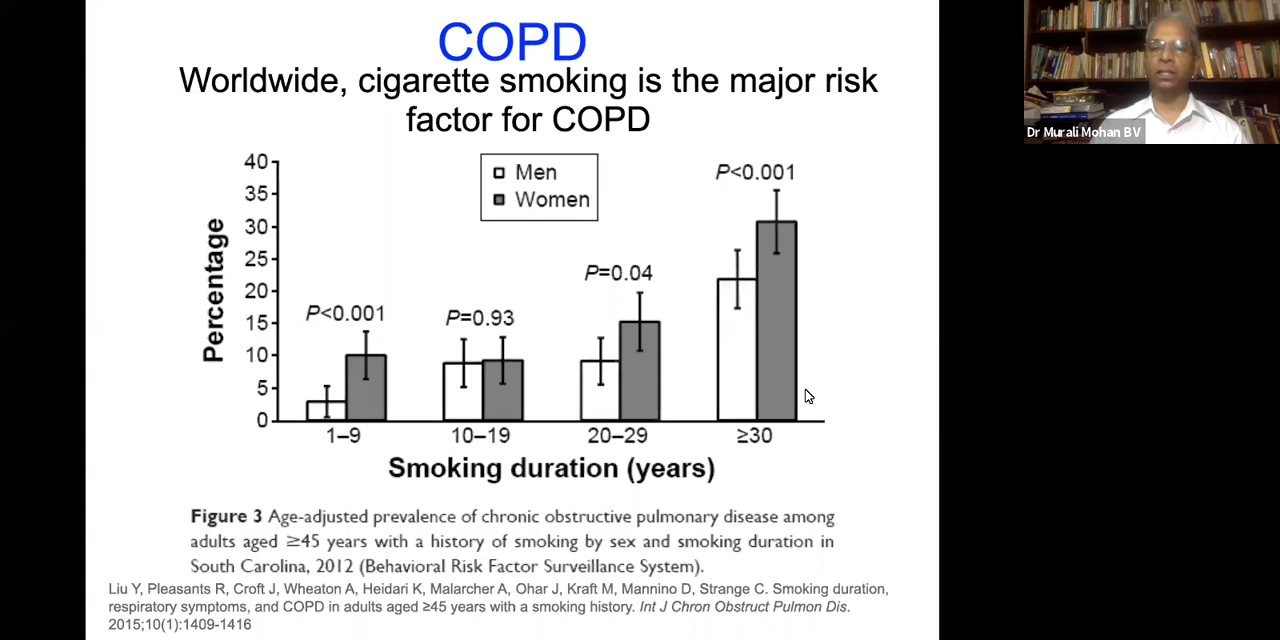 COPD
Worldwide, cigarette smoking is the major risk
factor for COPD
Dr Murali Mohan BV
Percentage
40
35
30
25
20
15
10
5
0
Men
Women
P<0.001
P=0.93
P=0.04
P<0.001
1–9
10–19
20–29
≥30
Smoking duration (years)
Figure 3 Age-adjusted prevalence of chronic obstructive pulmonary disease among
adults aged ≥45 years with a history of smoking by sex and smoking duration in
South Carolina, 2012 (Behavioral Risk Factor Surveillance System).
Liu Y, Pleasants R, Croft J, Wheaton A, Heidari K, Malarcher A, Ohar J, Kraft M, Mannino D, Strange C. Smoking duration,
respiratory symptoms, and COPD in adults aged ≥45 years with a smoking history. Int J Chron Obstruct Pulmon Dis.
2015;10(1):1409-1416